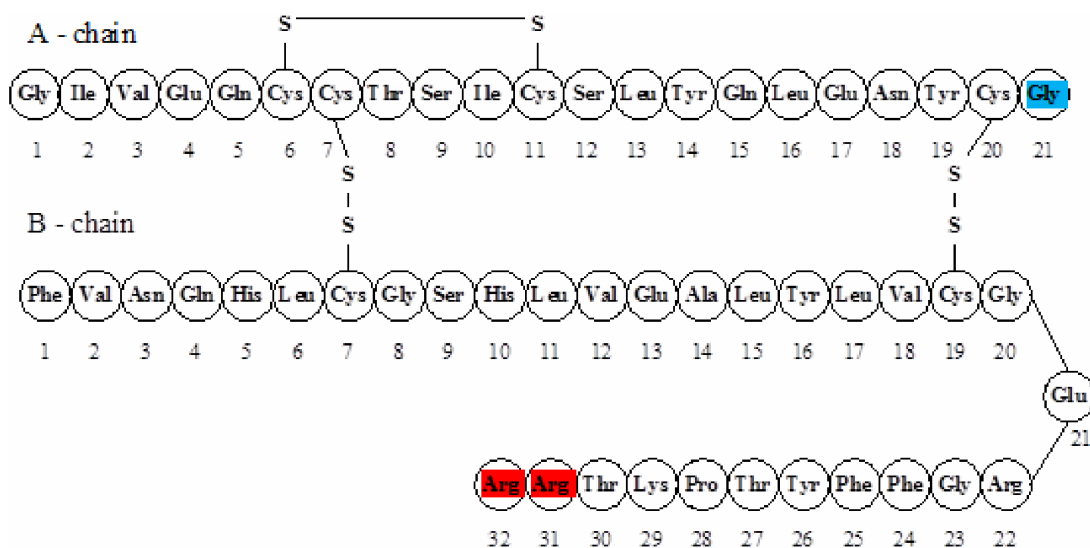 S S
A - chain
Gly Ile Val Glu Gln Cys Cys Thr Ser Ile Cys Ser Leu Tyr Gln Leu Glu Asn Tyr Cys Gly
1 2 3 4 5 6 7 8 9 10 11 12 13 14 15 16 17 18 19 20 21
S S
S S
B - chain
Phe Val Asn Gln His Leu Cys Gly Ser His Leu Val Glu Ala Leu Tyr Leu Val Cys Gly
1 2 3 4 5 6 7 8 9 10 11 12 13 14 15 16 17 18 19 20
Glu
21
Arg Arg Thr Lys Pro Thr Tyr Phe Phe Gly Arg
32 31 30 29 28 27 26 25 24 23 22